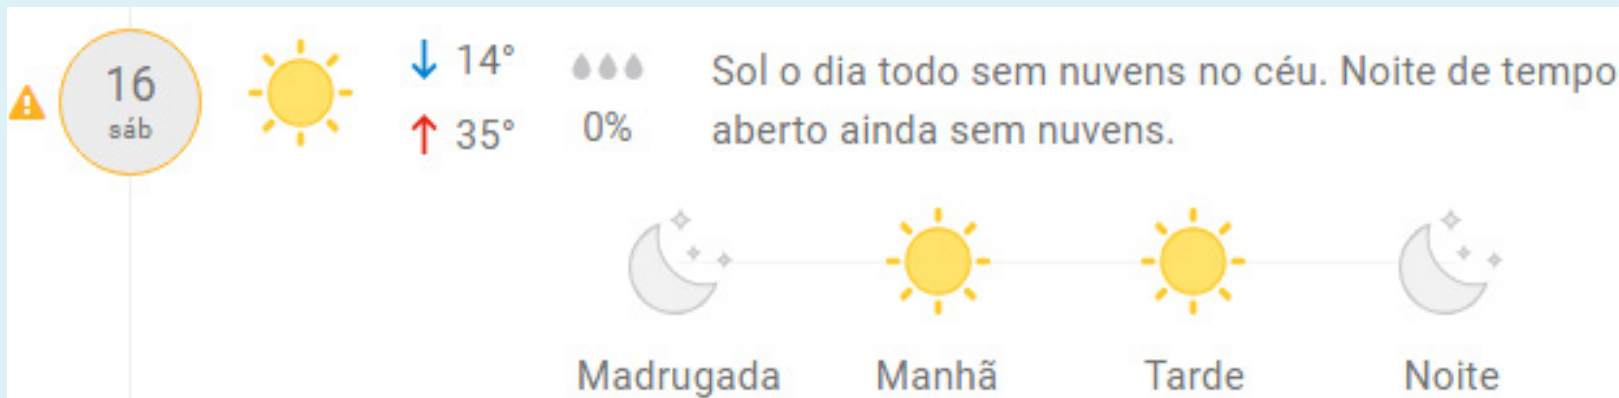 16
sáb
14°
35°
0%
Sol o dia todo sem nuvens no céu. Noite de tempo
aberto ainda sem nuvens.
Madrugada Manhã Tarde Noite